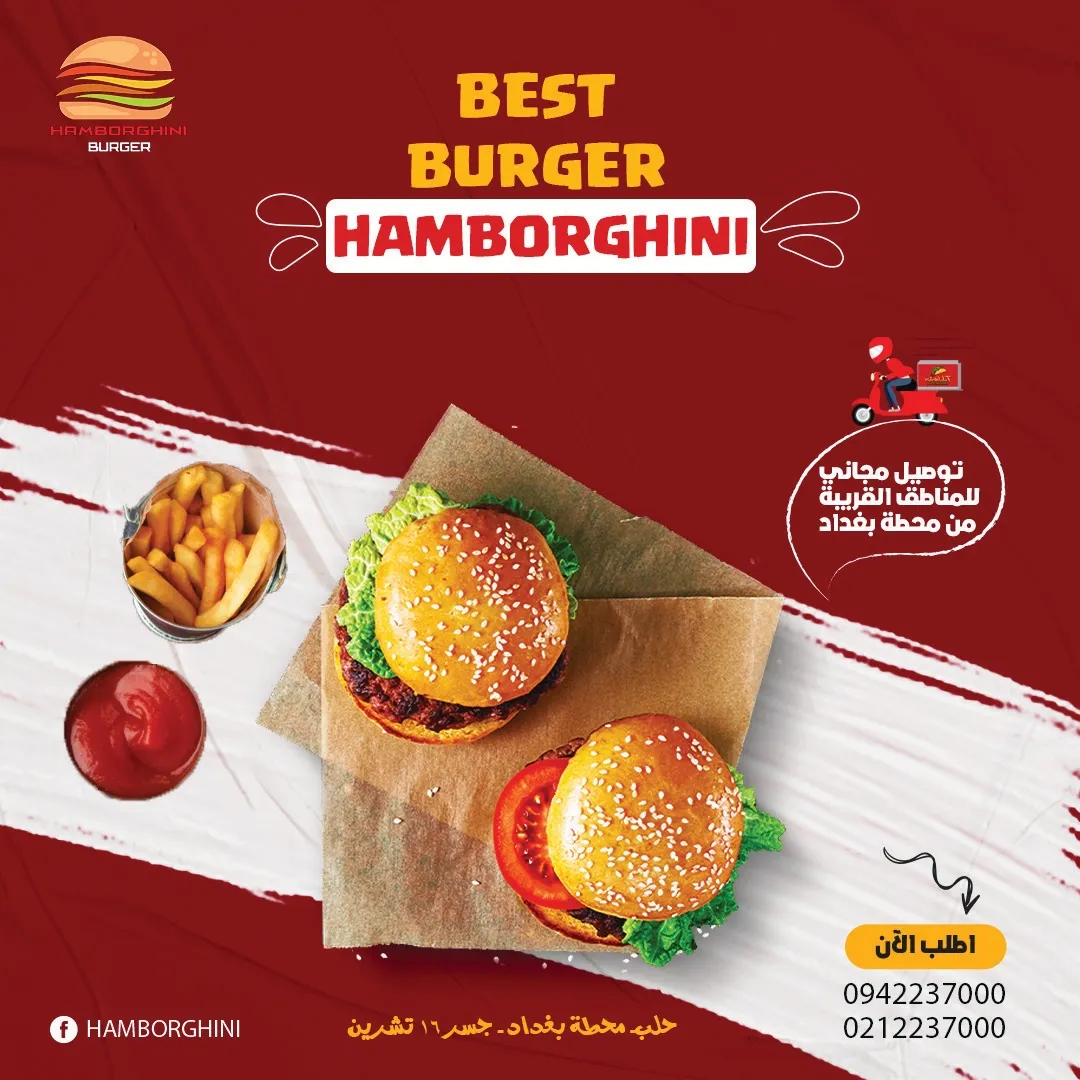 HAMBORGHINI
BURGER
BEST
BURGER
HAMBORGHINI
توصيل مجاني
للمناطق القريبة
من محطة بغداد
اطلب الآن
0942237000
0212237000
HAMBORGHINI
حلب محطة بغداد - جسر ١٦ تشرين